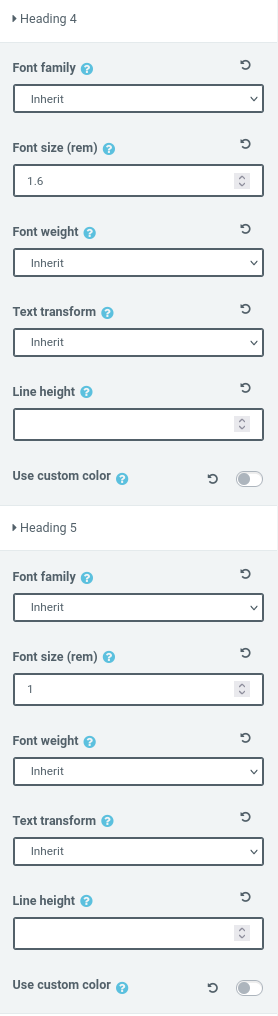 Heading 4
Font family ?
Inherit
Font size (rem) ?
1.6
Font weight ?
Inherit
Text transform ?
Inherit
Line height ?
Use custom color ?
Heading 5
Font family ?
Inherit
Font size (rem) ?
1
Font weight ?
Inherit
Text transform ?
Inherit
Line height ?
Use custom color ?